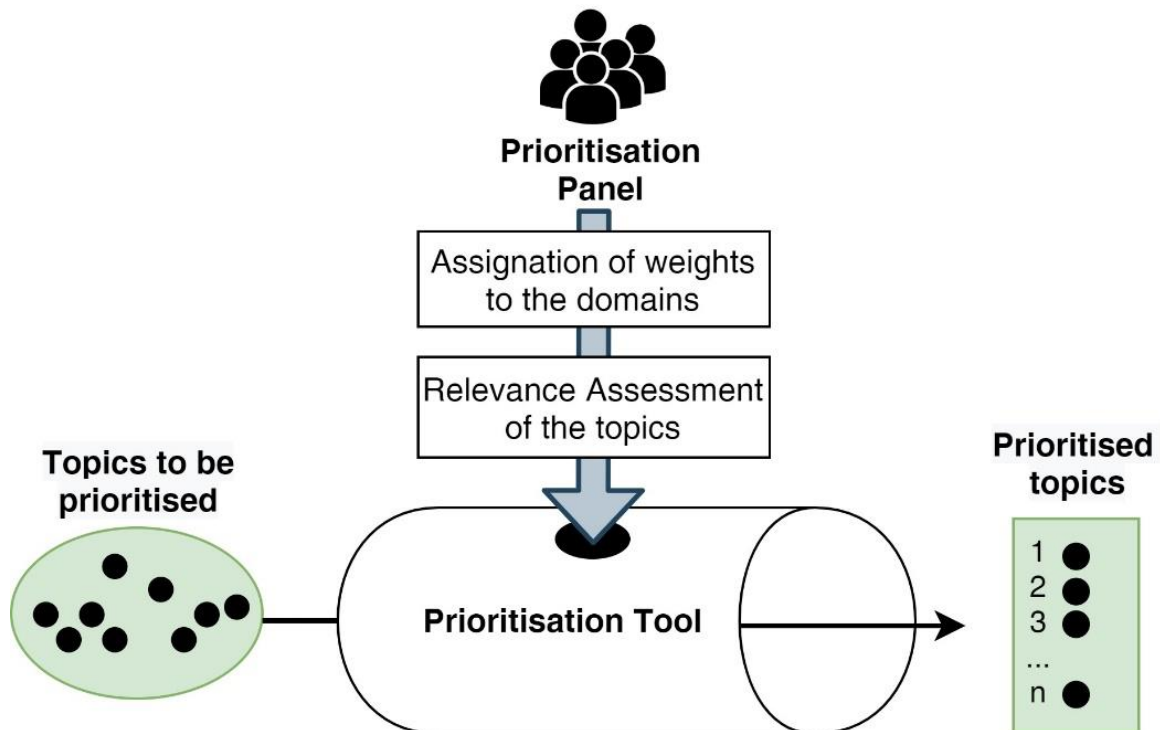 Prioritisation
Panel
Assignation of weights
to the domains
Relevance Assessment
of the topics
Topics to be
prioritised
Prioritisation Tool
Prioritised
topics
1
2
3
...
n